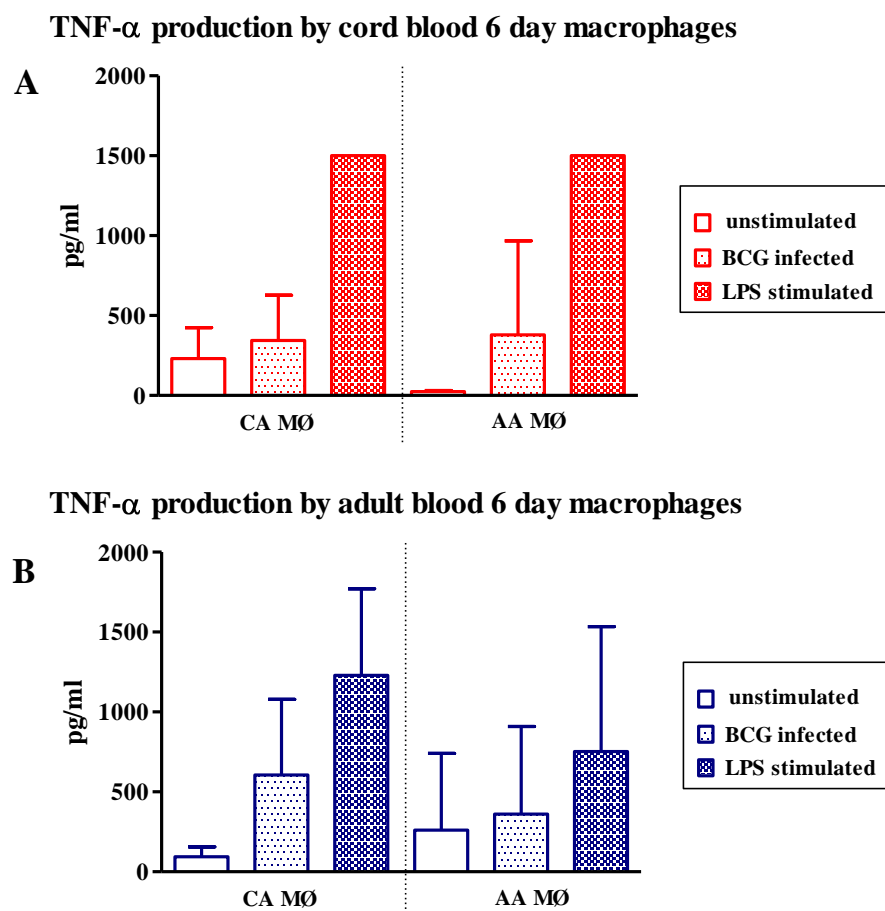 TNF-α production by cord blood 6 day macrophages
A
2000
1500
1000
500
0
pg/ml
CA MØ
AA MØ
unstimulated
BCG infected
LPS stimulated
TNF-α production by adult blood 6 day macrophages
B
2000
1500
1000
500
0
pg/ml
CA MØ
AA MØ
unstimulated
BCG infected
LPS stimulated